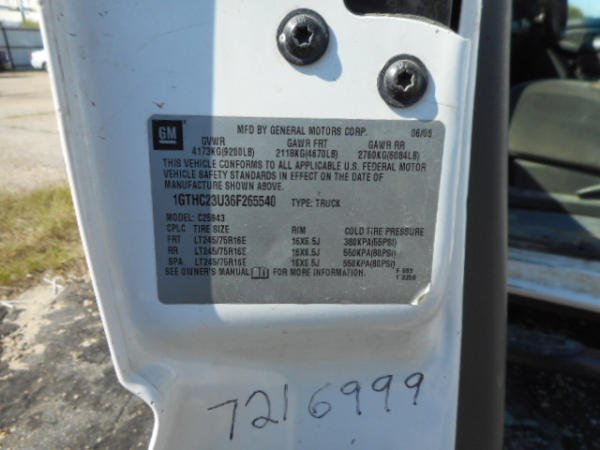 GM
MFD BY GENERAL MOTORS CORP. 06/05
GVWR GAWR FRT GAWR RR
4173KG(9200LB) 2118KG(4670LB) 2760KG(6084LB)
THIS VEHICLE CONFORMS TO ALL APPLICABLE U.S. FEDERAL MOTOR
VEHICLE SAFETY STANDARDS IN EFFECT ON THE DATE OF
MANUFACTURE SHOWN ABOVE.
1GTHC23U36F265540 TYPE: TRUCK
MODEL: C25943
CPLC TIRE SIZE RIM COLD TIRE PRESSURE
FRT LT245/75R16E 16X6.5J 380KPA(55PSI)
RR LT245/75R16E 16X6.5J 550KPA(80PSI)
SPA LT245/75R16E 16X6.5J 550KPA(80PSI)
SEE OWNER'S MANUAL FOR MORE INFORMATION.
7216999